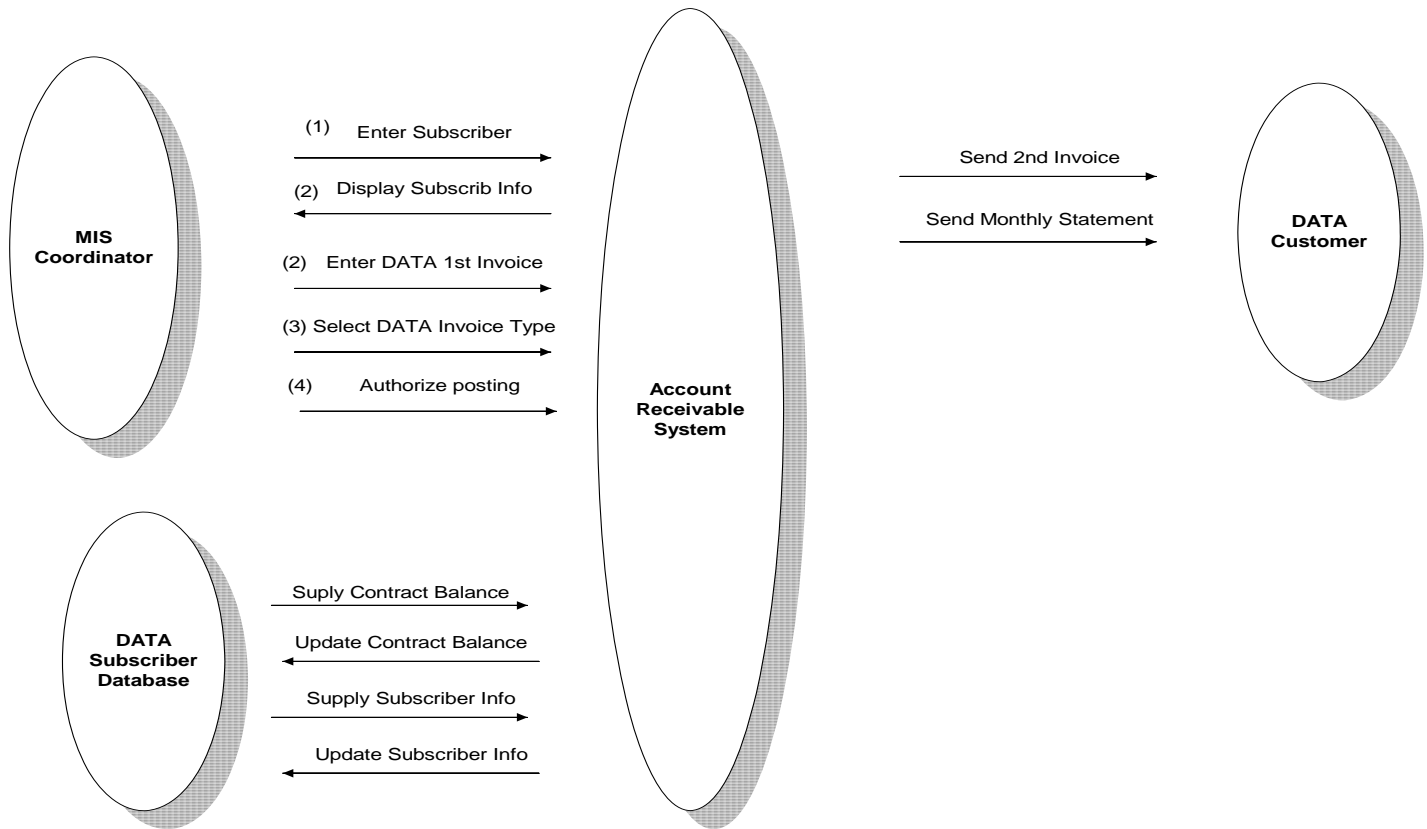 MIS
Coordinator
(1) Enter Subscriber
(2) Display Subscrib Info
(2) Enter DATA 1st Invoice
(3) Select DATA Invoice Type
(4) Authorize posting
Account
Receivable
System
Send 2nd Invoice
Send Monthly Statement
DATA
Customer
DATA
Subscriber
Database
Suply Contract Balance
Update Contract Balance
Supply Subscriber Info
Update Subscriber Info